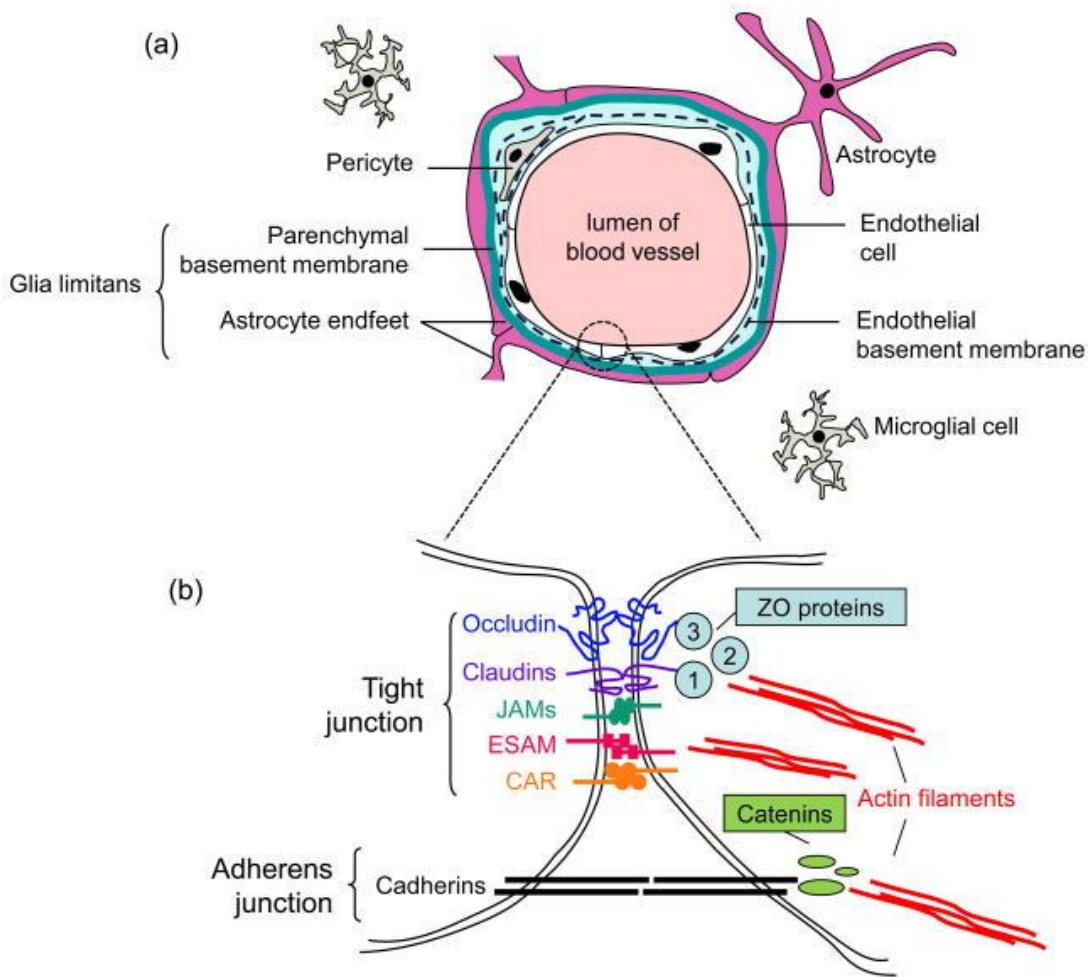 (a)
Pericyte
Astrocyte
lumen of
blood vessel
Endothelial
cell
Parenchymal
basement membrane
Glia limitans
Astrocyte endfeet
Endothelial
basement membrane
Microglial cell
(b)
ZO proteins
Occludin
3
2
Claudins
1
Tight
junction
JAMs
ESAM
CAR
Actin filaments
Catenins
Adherens
junction
Cadherins